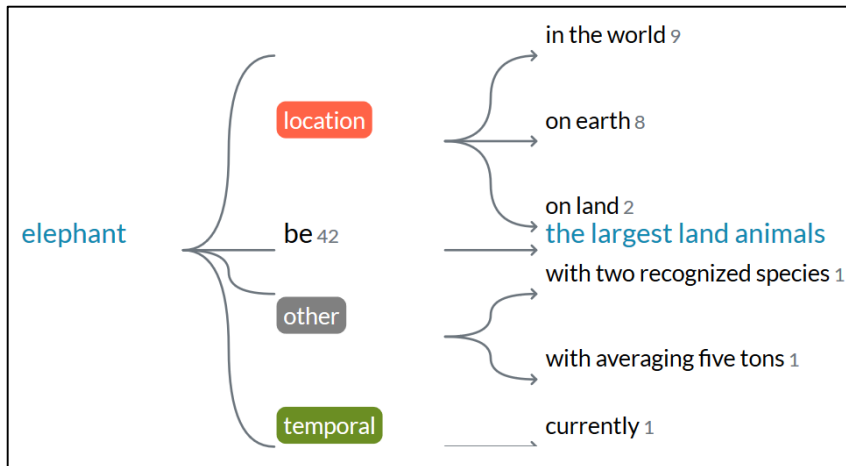 in the world 9
location
on earth 8
on land 2
elephant
be 42
the largest land animals
with two recognized species 1
other
with averaging five tons 1
temporal
currently 1